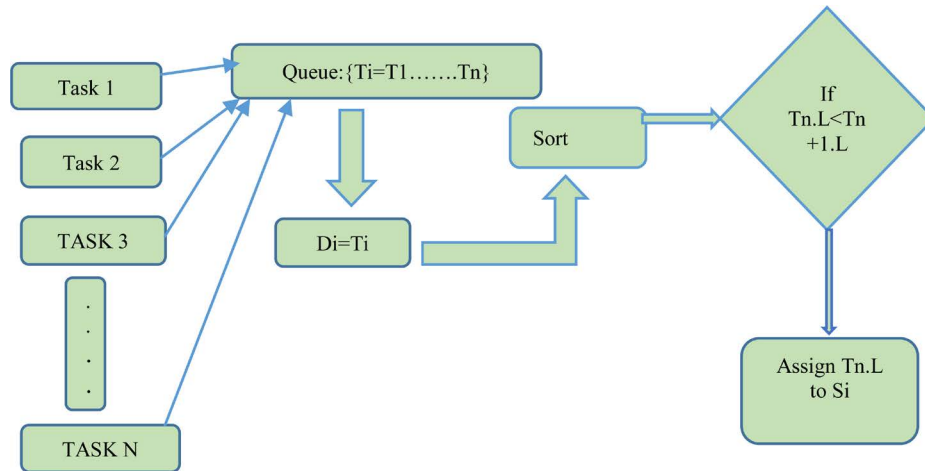 Task 1
Task 2
TASK 3
.
.
.
.
TASK N
Queue:{Ti=T1.......Tn}
Di=Ti
Sort
If
Tn.L<Tn
+1.L
Assign Tn.L
to Si